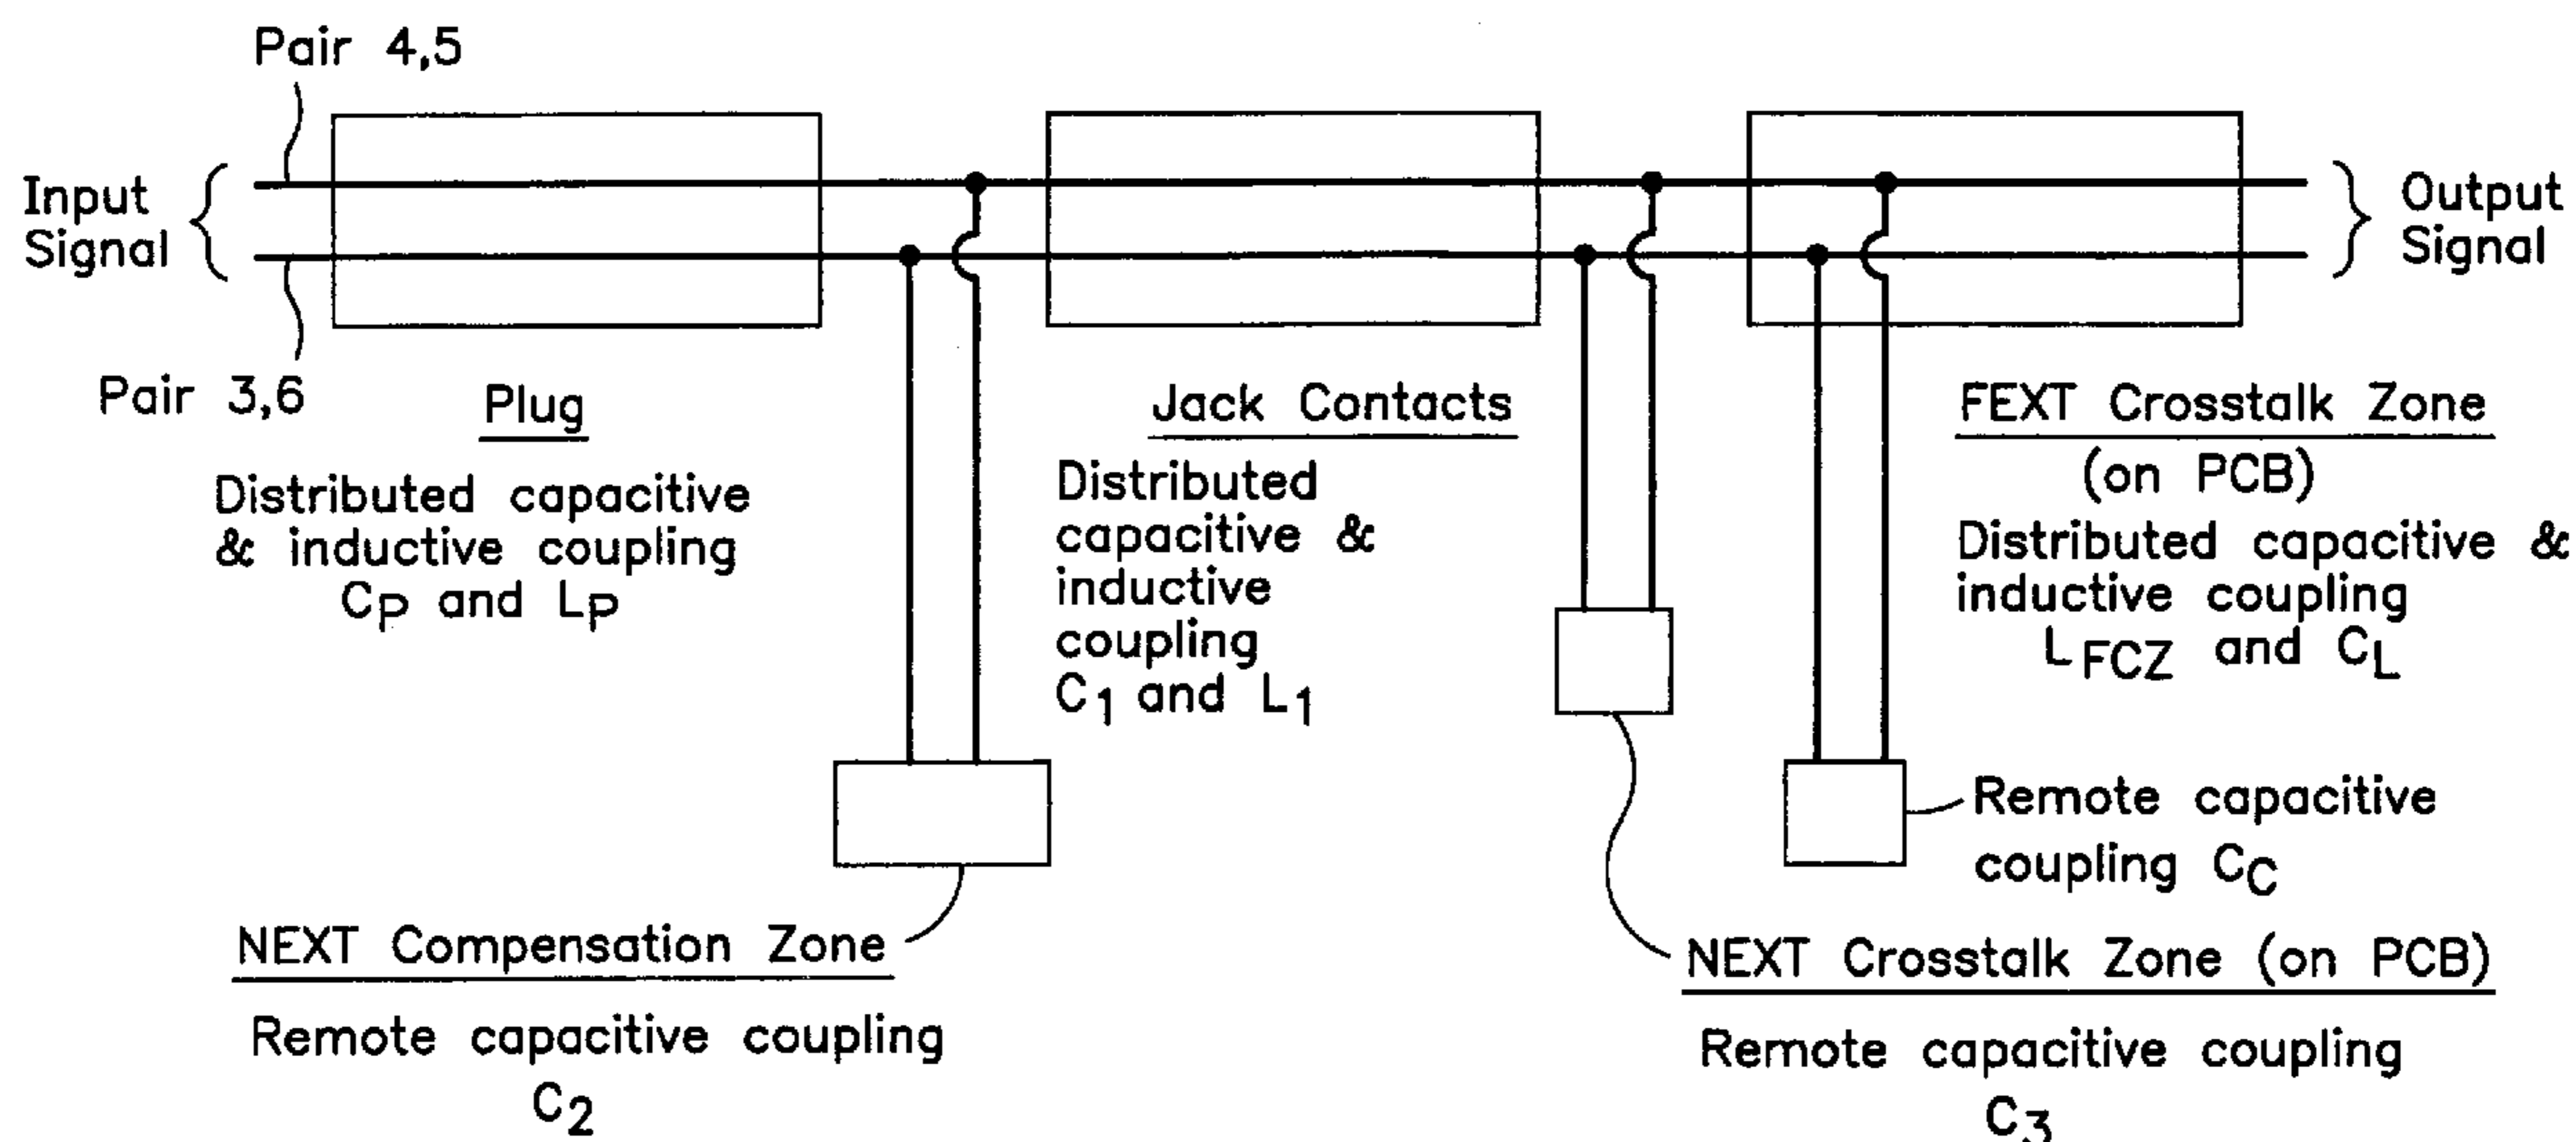 Pair 4,5
Input
Signal
Output
Signal
Pair 3,6
Plug
Distributed capacitive
& inductive coupling
CP and LP
Jack Contacts
Distributed
capacitive &
inductive
coupling
C1 and L1
FEXT Crosstalk Zone
(on PCB)
Distributed capacitive &
inductive coupling
LFCZ and CL
Remote capacitive
coupling CC
NEXT Compensation Zone
Remote capacitive coupling
C2
NEXT Crosstalk Zone (on PCB)
Remote capacitive coupling
C3